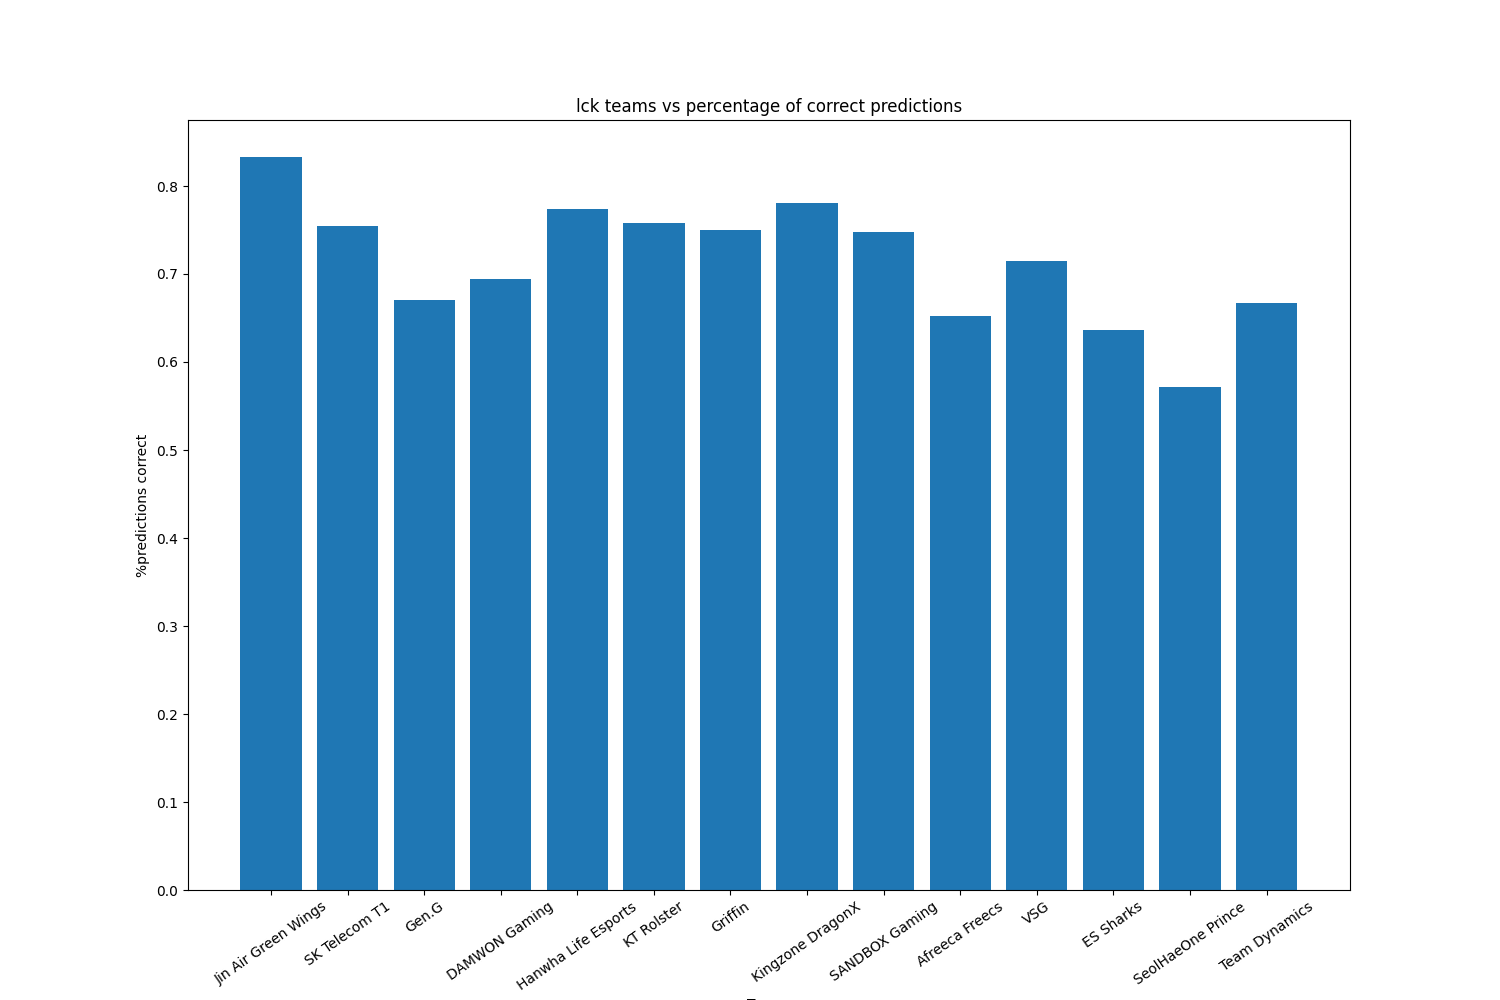 lck teams vs percentage of correct predictions
0.8
0.7
0.6
0.5
0.4
0.3
0.2
0.1
0.0
%predictions correct
Jin Air Green Wings
SK Telecom T1
Gen.G
DAMWON Gaming
Hanwha Life Esports
KT Rolster
Griffin
Kingzone DragonX
SANDBOX Gaming
Afreeca Freecs
VSG
ES Sharks
SeolHaeOne Prince
Team Dynamics